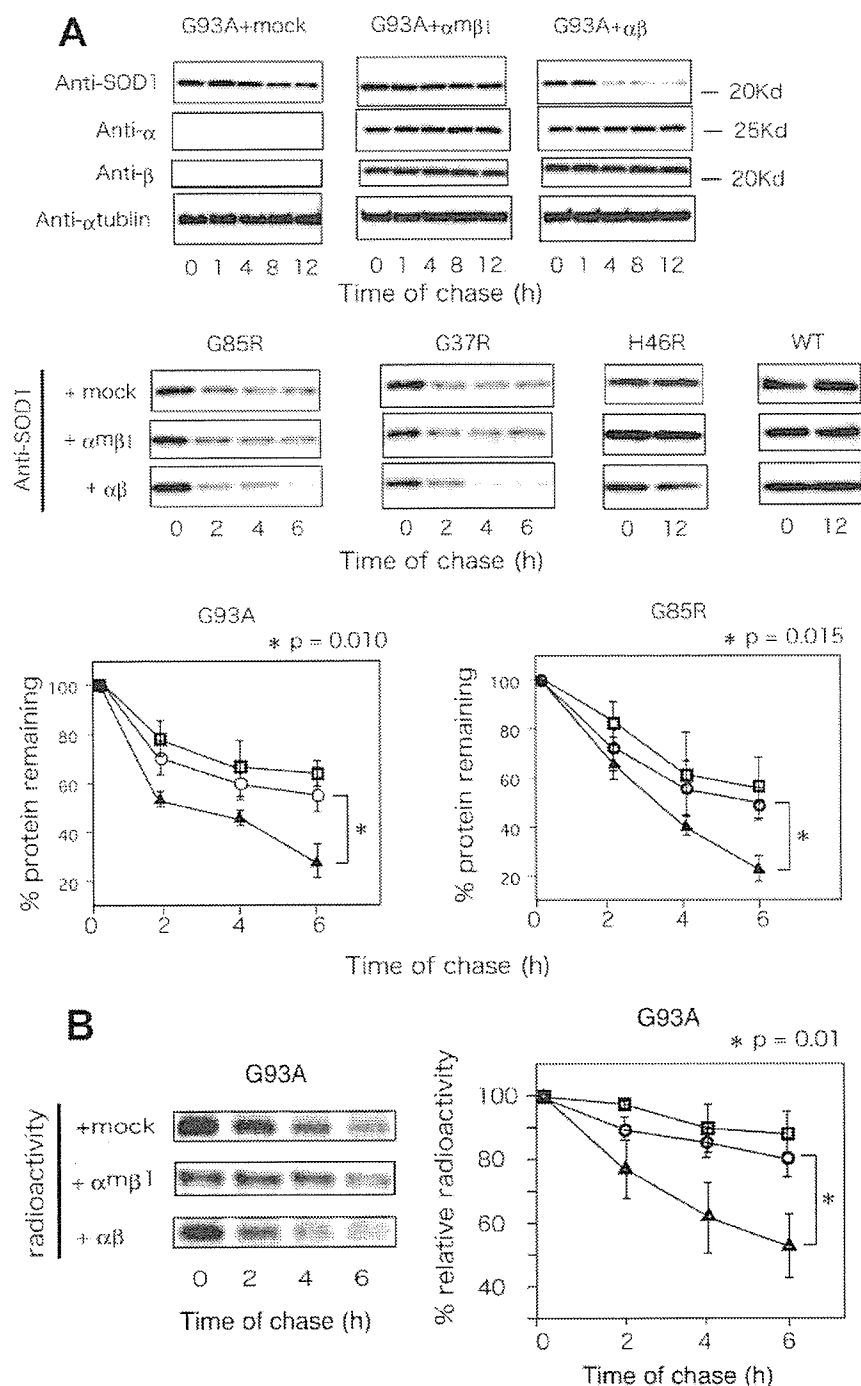 A
G93A+mock G93A+αmβ1 G93A+αβ
Anti-SOD1
— 20Kd
Anti-α
— 25Kd
Anti-β
— 20Kd
Anti-αtublin
0 1 4 8 12 0 1 4 8 12 0 1 4 8 12
Time of chase (h)
G85R G37R H46R WT
Anti-SOD1
+ mock
+ αmβ1
+ αβ
0 2 4 6 0 2 4 6 0 12 0 12
Time of chase (h)
G93A
* p = 0.010
% protein remaining
100
80
60
40
20
0 2 4 6
*
G85R
* p = 0.015
% protein remaining
100
80
60
40
20
0 2 4 6
*
Time of chase (h)
B
G93A
radioactivity
+mock
+ αmβ1
+ αβ
0 2 4 6
Time of chase (h)
G93A
* p = 0.01
% relative radioactivity
100
80
60
40
0 2 4 6
*
Time of chase (h)